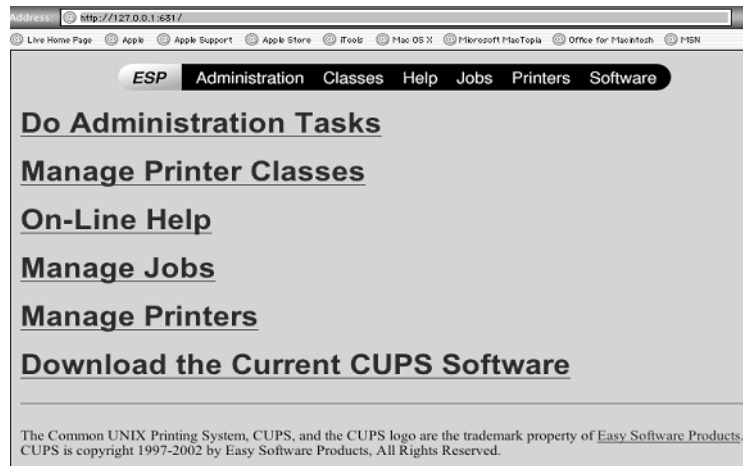 Address: http://127.0.0.1:631/
Live Home Page Apple Apple Support Apple Store iTools Mac OS X Microsoft MacTopia Office for Macintosh MSN
ESP Administration Classes Help Jobs Printers Software
Do Administration Tasks
Manage Printer Classes
On-Line Help
Manage Jobs
Manage Printers
Download the Current CUPS Software
The Common UNIX Printing System, CUPS, and the CUPS logo are the trademark property of Easy Software Products.
CUPS is copyright 1997-2002 by Easy Software Products, All Rights Reserved.